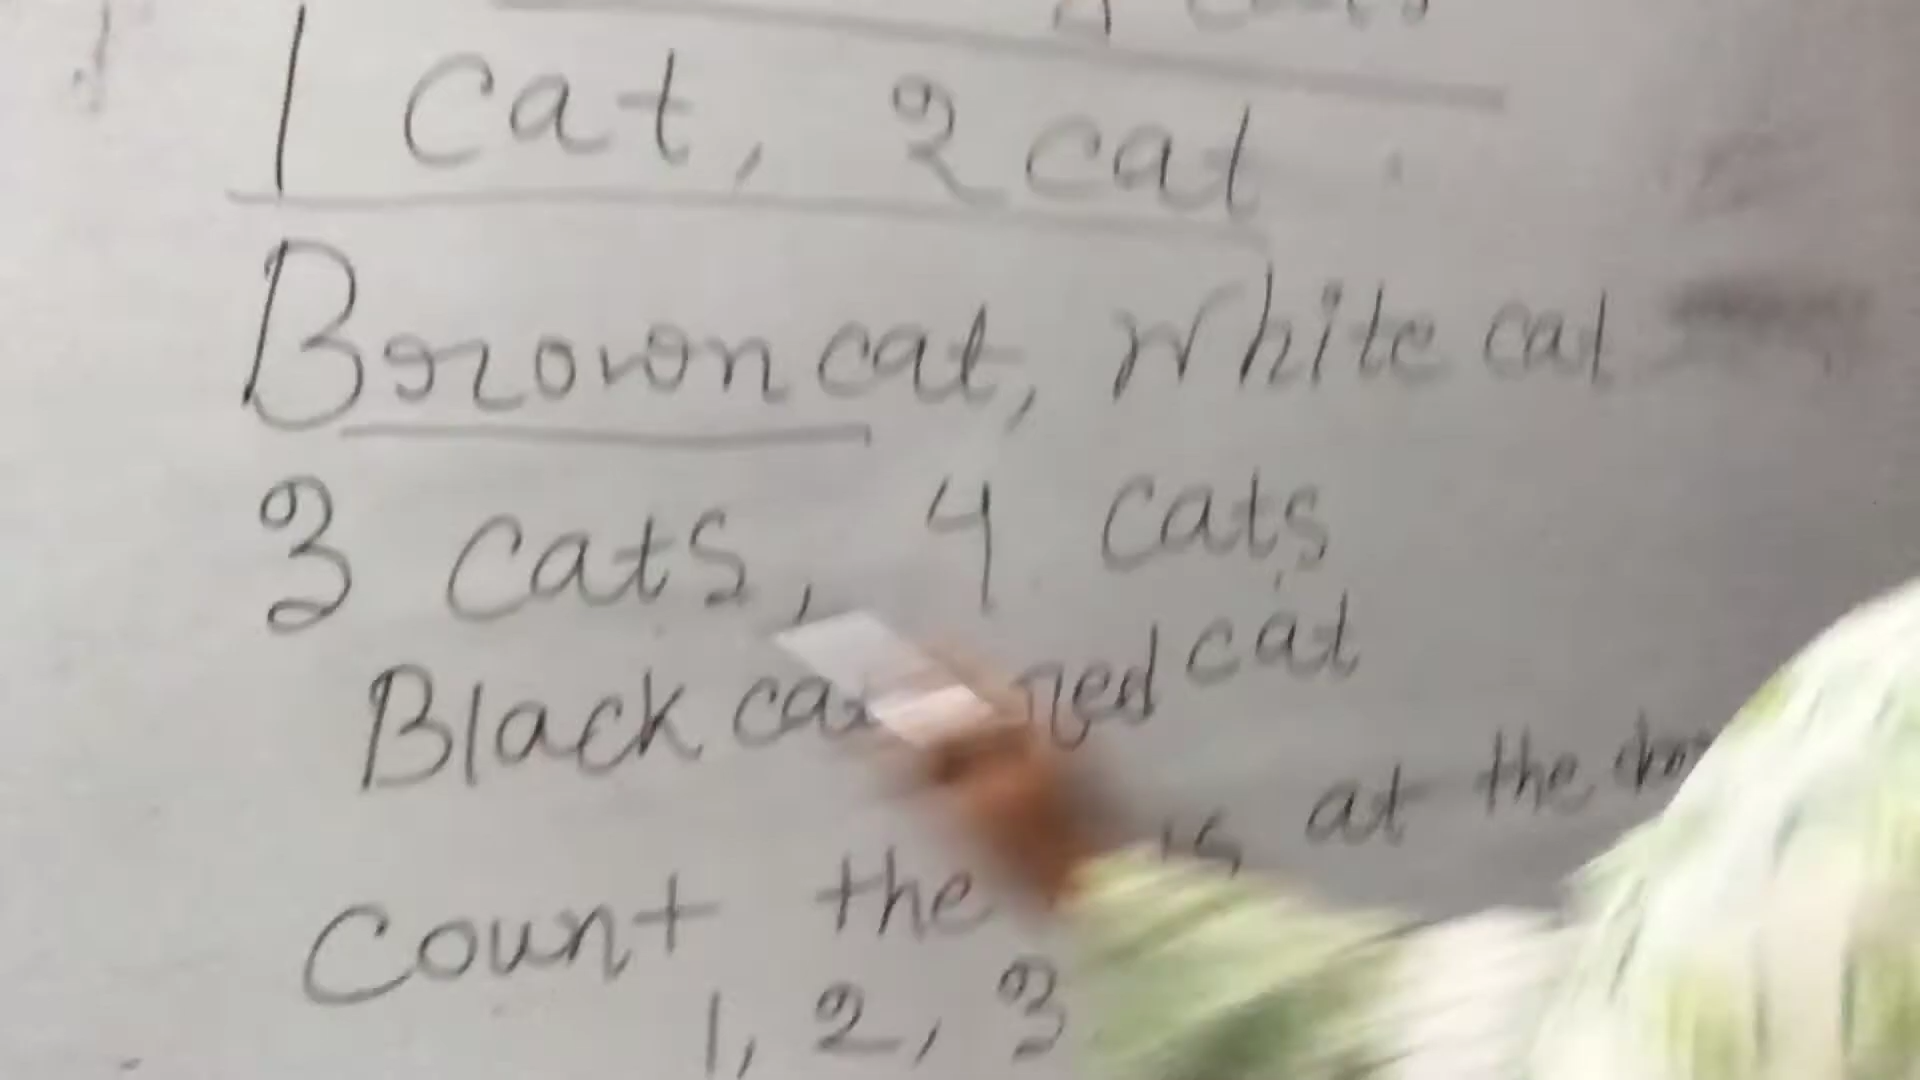 1 cat, 2 cat
Brown cat, white cat
3 cats, 4 cats
Black red cat
Count the at the
1, 2, 3